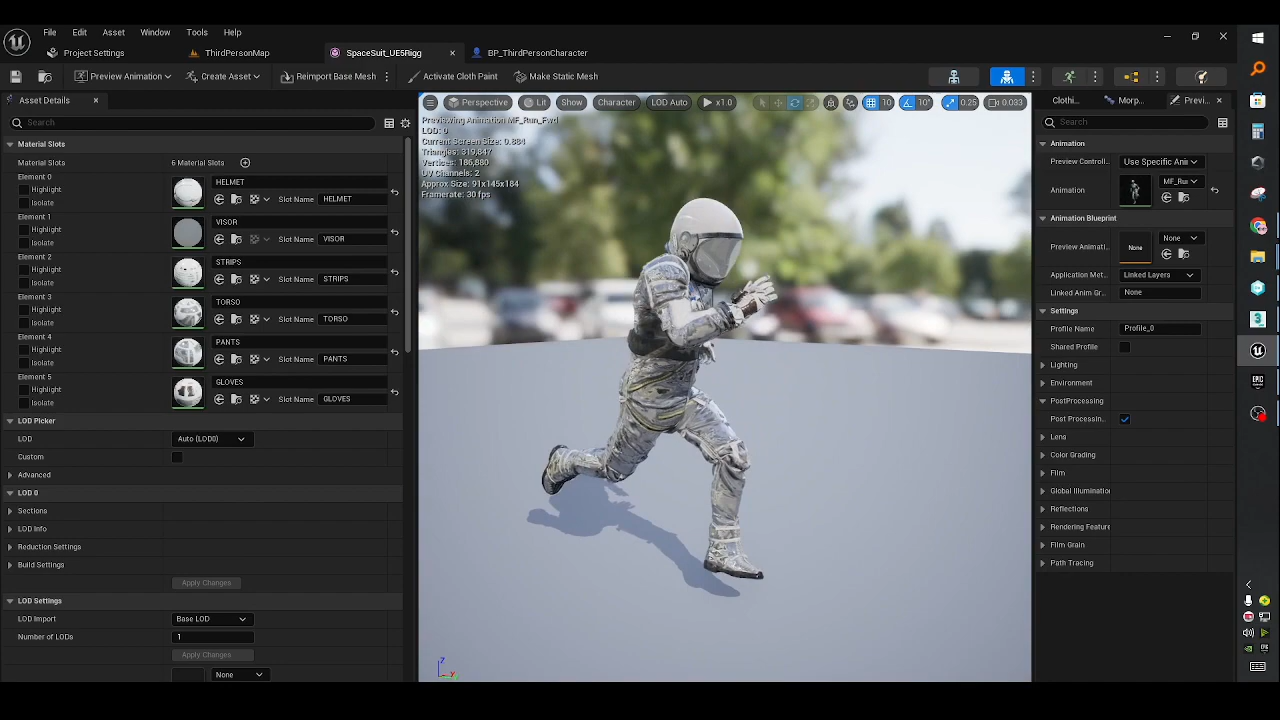 File Edit Asset Window Tools Help
Project Settings
ThirdPersonMap
SpaceSuit_UE5Rigg
BP_ThirdPersonCharacter
Preview Animation
Create Asset
Reimport Base Mesh
Activate Cloth Paint
Make Static Mesh
Asset Details
Search
Material Slots
Material Slots 6 Material Slots
Element 0
Highlight
Isolate
HELMET
Slot Name HELMET
Element 1
Highlight
Isolate
VISOR
Slot Name VISOR
Element 2
Highlight
Isolate
STRIPS
Slot Name STRIPS
Element 3
Highlight
Isolate
TORSO
Slot Name TORSO
Element 4
Highlight
Isolate
PANTS
Slot Name PANTS
Element 5
Highlight
Isolate
GLOVES
Slot Name GLOVES
LOD Picker
LOD Auto (LOD0)
Custom
Advanced
LOD 0
Sections
LOD Info
Reduction Settings
Build Settings
Apply Changes
LOD Settings
LOD Import Base LOD
Number of LODs 1
Apply Changes
None
Perspective Lit Show Character LOD Auto x1.0 10 10° 0.25 0.033
Previewing Animation MF_Run_Fwd
LOD: 0
Current Screen Size: 0.884
Triangles: 319,847
Vertices: 186,880
UV Channels: 2
Approx Size: 91x145x184
Framerate: 30 fps
Z
Y
Clothi
Morp...
Previ...
Search
Animation
Preview Controll. Use Specific Ani
Animation MF_Ru
Animation Blueprint
Preview Animati. None None
Application Met. Linked Layers
Linked Anim Gr. None
Settings
Profile Name Profile_0
Shared Profile
Lighting
Environment
PostProcessing
Post Processin.
Lens
Color Grading
Film
Global Illumination
Reflections
Rendering Feature
Film Grain
Path Tracing